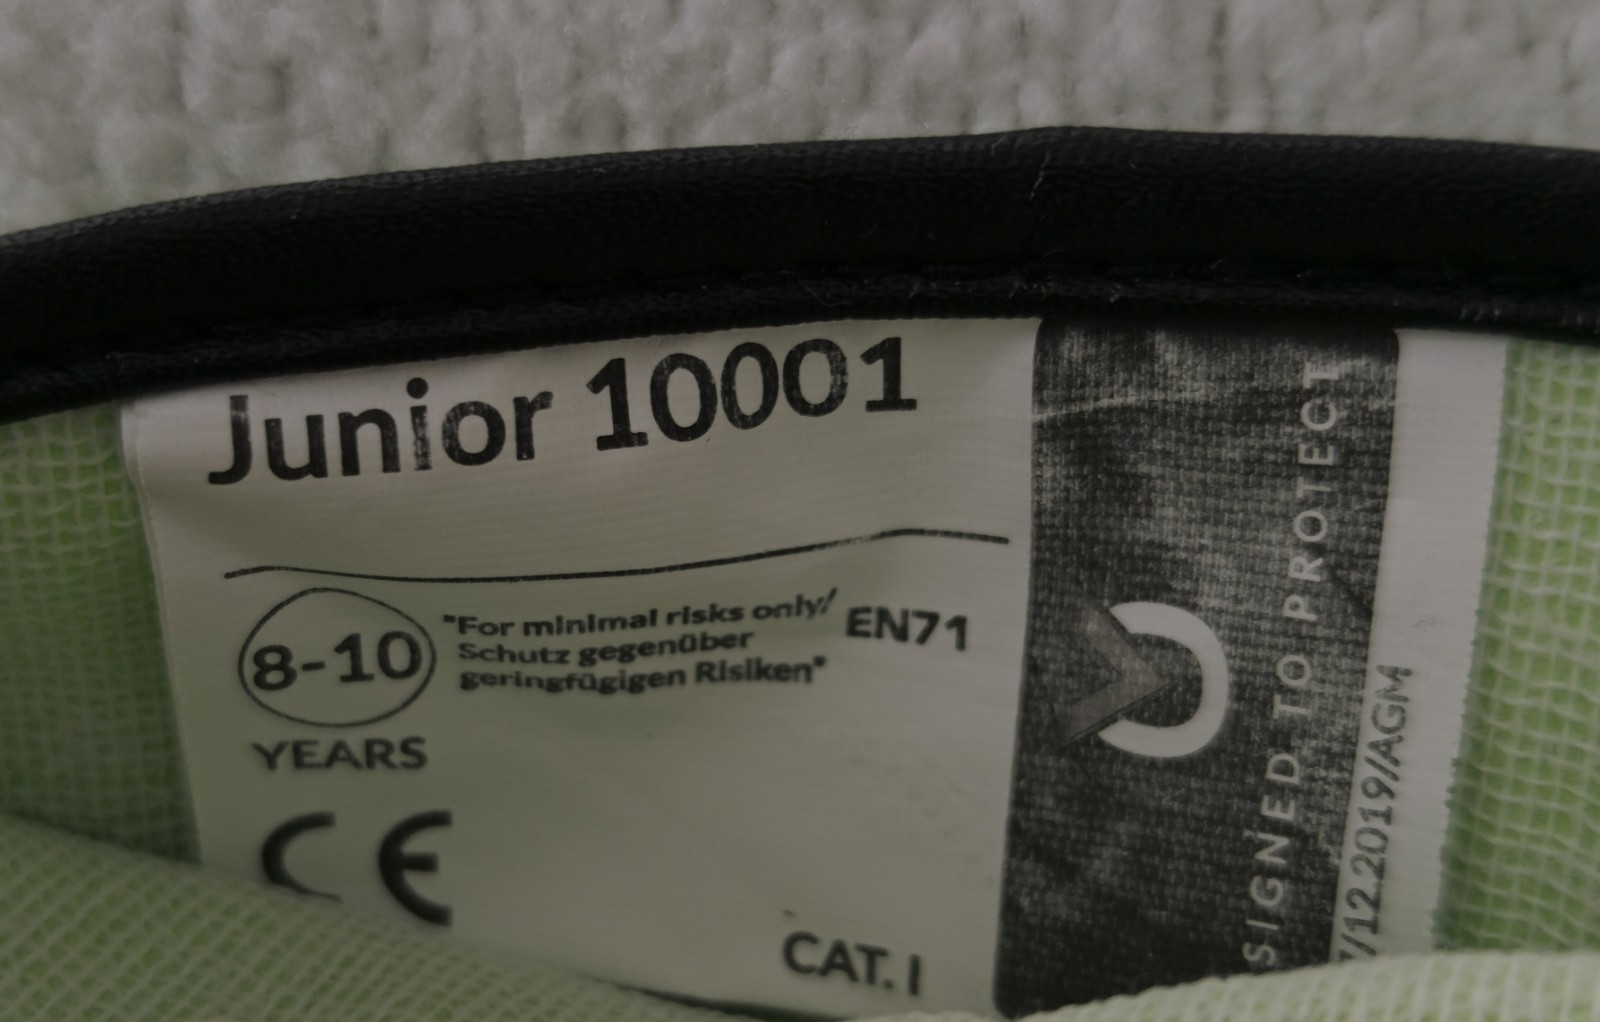 Junior 10001
8-10
YEARS
"For minimal risks only/
Schutz gegenüber
geringfügigen Risiken"
EN71
CE
CAT. I
SIGNED TO PROTECT
/12.2019/AGM